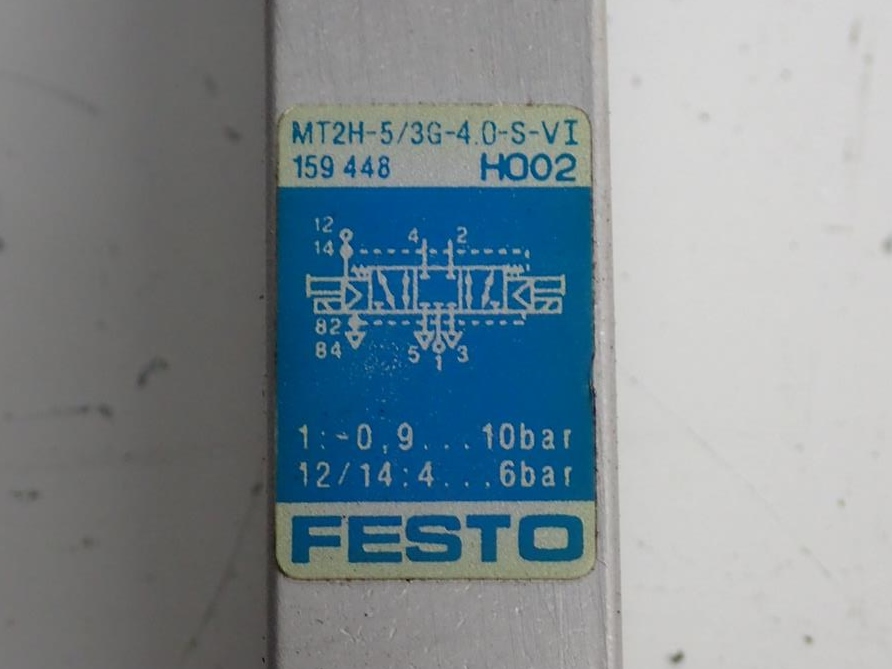 MT2H-5/3G-4.0-S-VI
159 448 H002
12
14
4 2
82
84
5 1 3
1:-0,9...10bar
12/14:4...6bar
FESTO